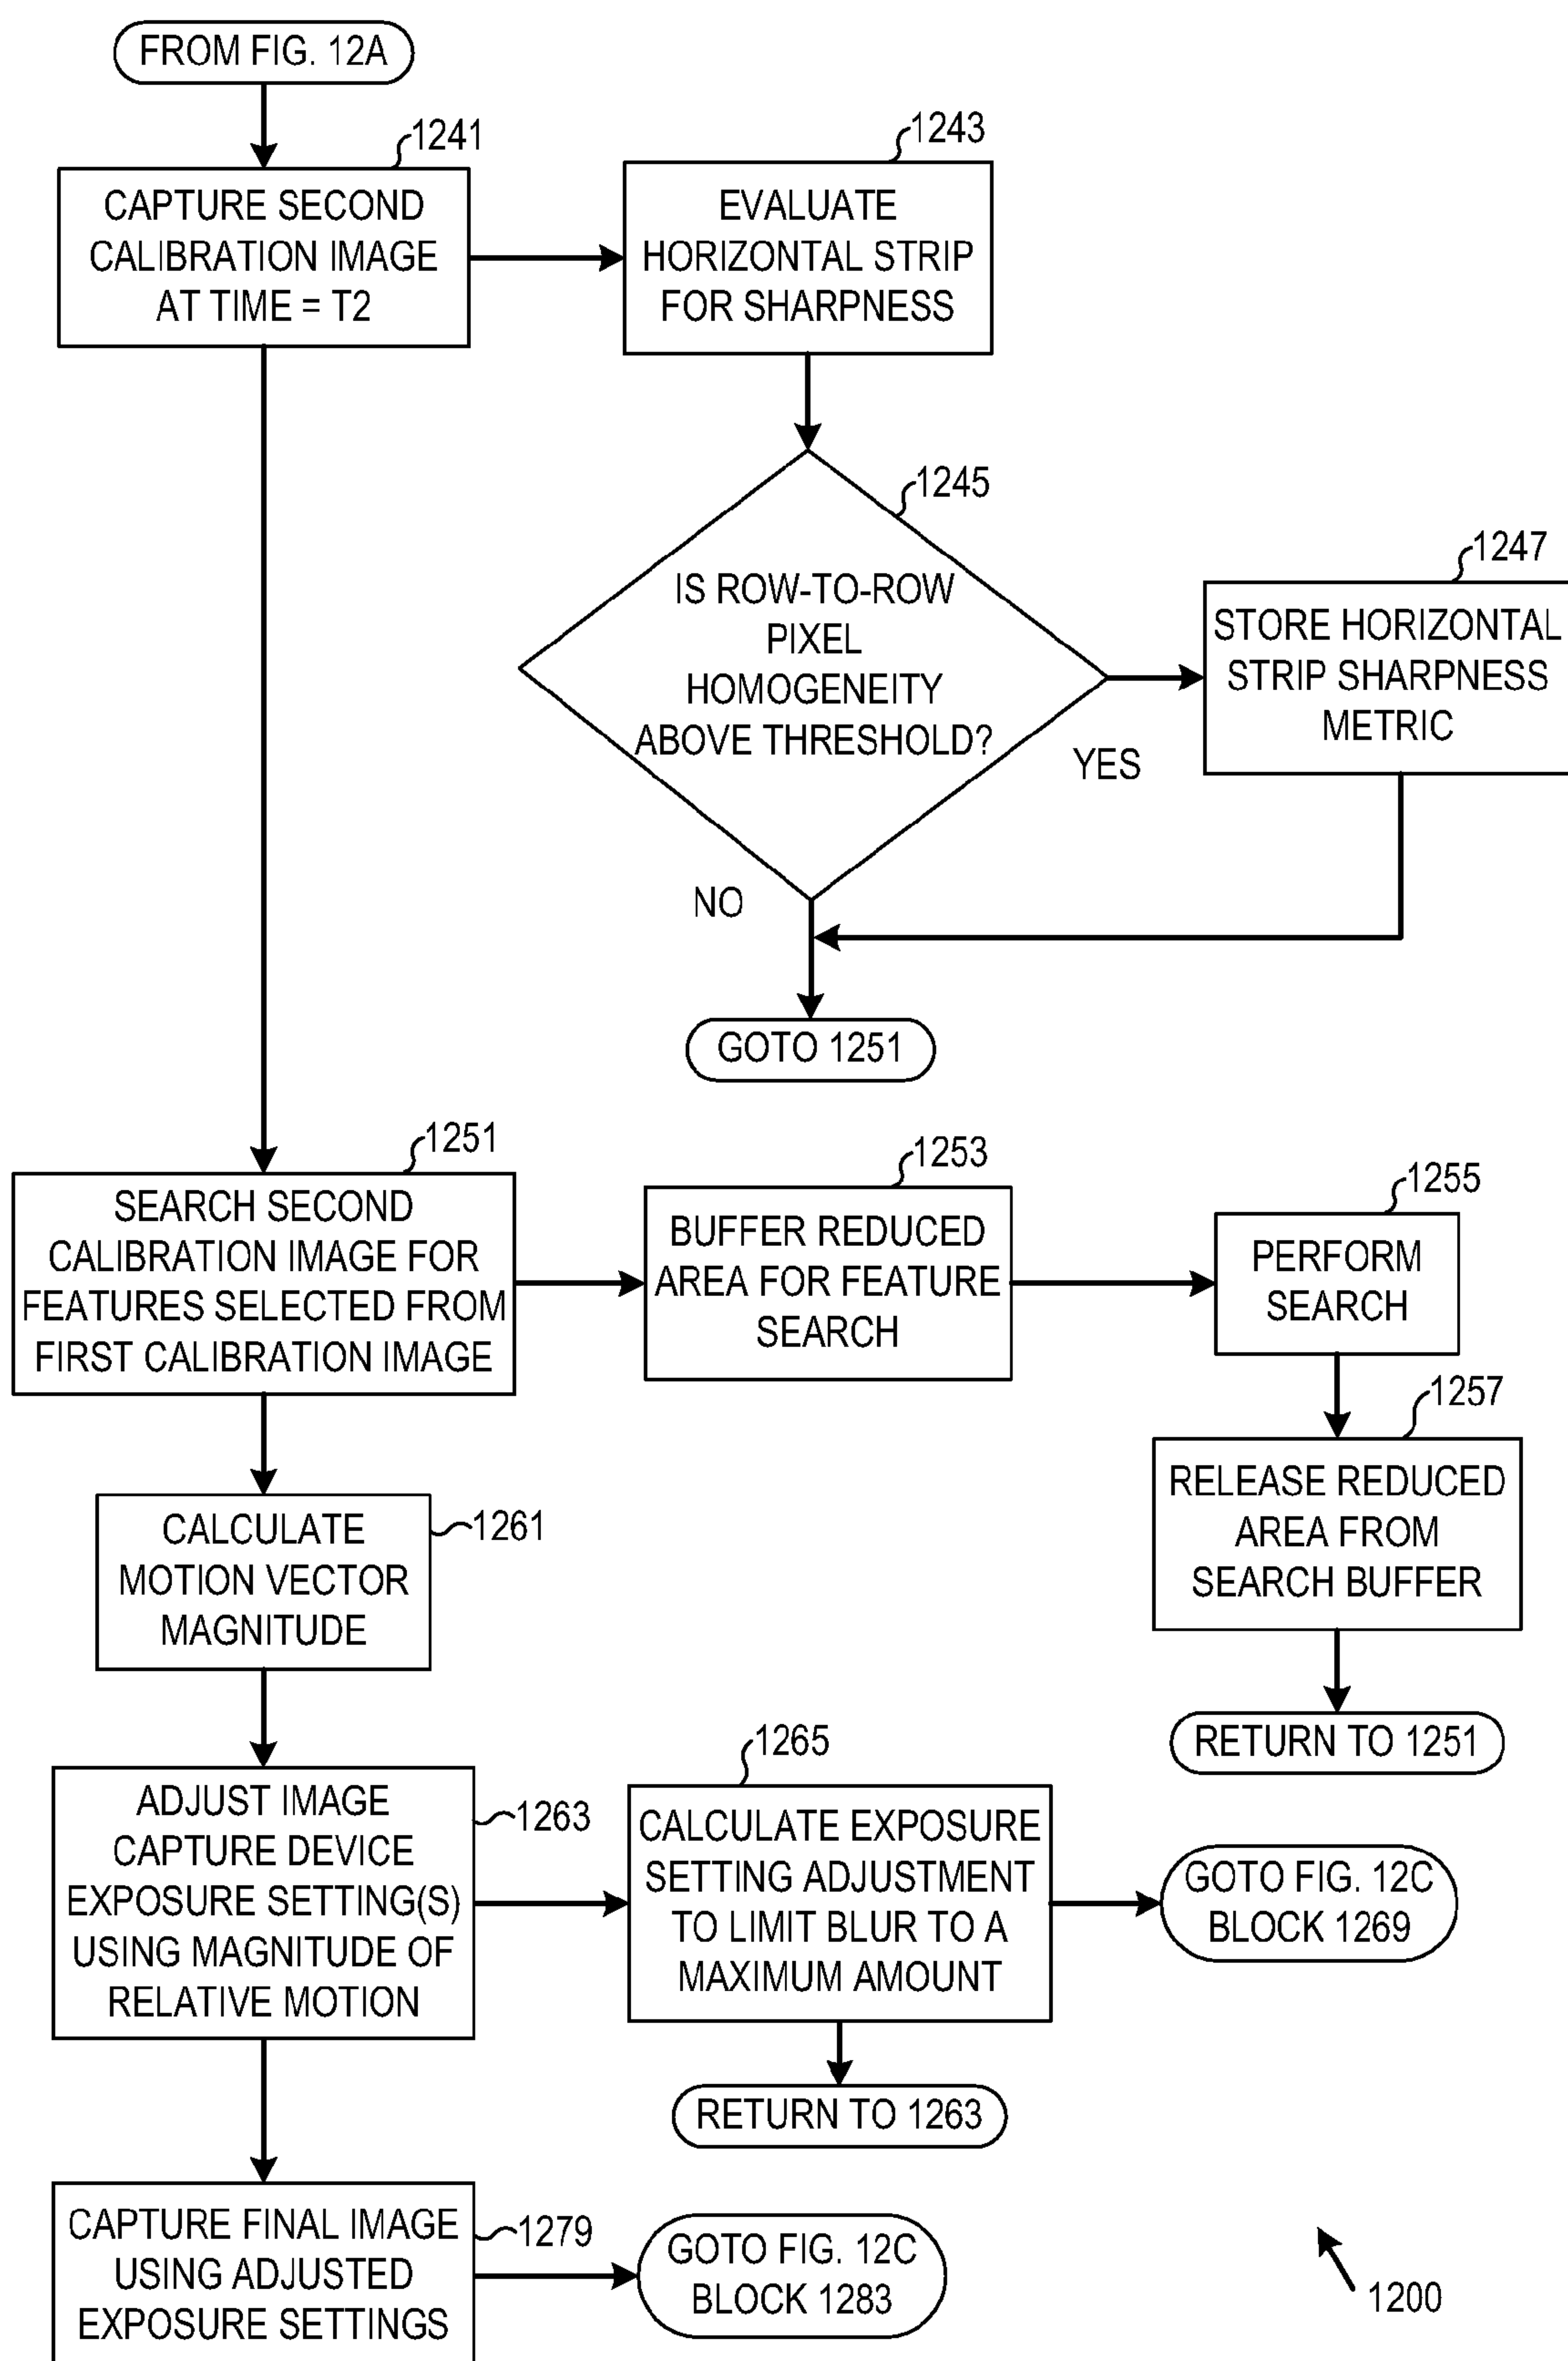 FROM FIG. 12A
1241
CAPTURE SECOND
CALIBRATION IMAGE
AT TIME = T2
1243
EVALUATE
HORIZONTAL STRIP
FOR SHARPNESS
1245
IS ROW-TO-ROW
PIXEL
HOMOGENEITY
ABOVE THRESHOLD?
YES
NO
1247
STORE HORIZONTAL
STRIP SHARPNESS
METRIC
GOTO 1251
1251
SEARCH SECOND
CALIBRATION IMAGE FOR
FEATURES SELECTED FROM
FIRST CALIBRATION IMAGE
1253
BUFFER REDUCED
AREA FOR FEATURE
SEARCH
1255
PERFORM
SEARCH
1257
RELEASE REDUCED
AREA FROM
SEARCH BUFFER
RETURN TO 1251
CALCULATE
MOTION VECTOR
MAGNITUDE
1261
ADJUST IMAGE
CAPTURE DEVICE
EXPOSURE SETTING(S)
USING MAGNITUDE OF
RELATIVE MOTION
1263
1265
CALCULATE EXPOSURE
SETTING ADJUSTMENT
TO LIMIT BLUR TO A
MAXIMUM AMOUNT
GOTO FIG. 12C
BLOCK 1269
RETURN TO 1263
CAPTURE FINAL IMAGE
USING ADJUSTED
EXPOSURE SETTINGS
1279
GOTO FIG. 12C
BLOCK 1283
1200